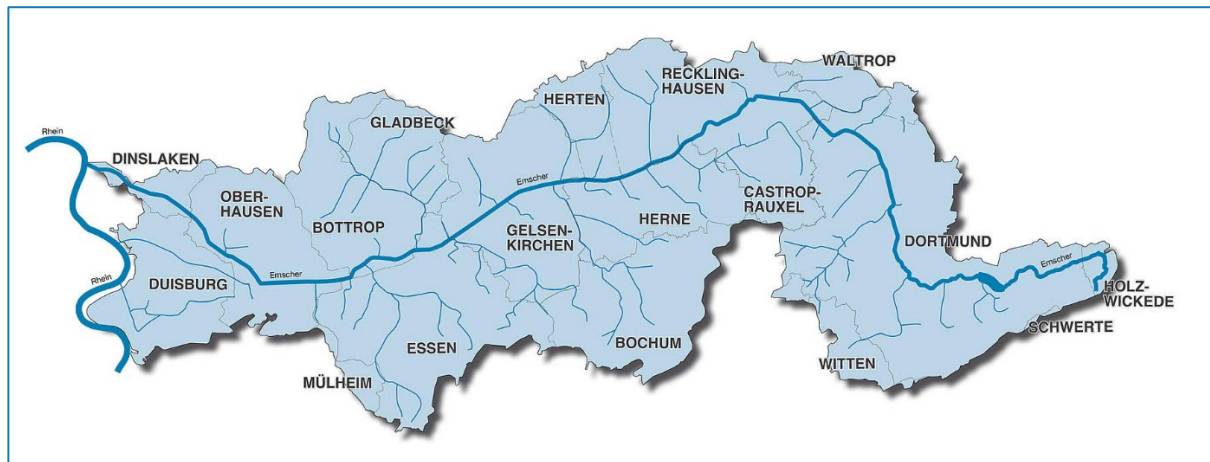 Rhein
DINSLAKEN
OBER-
HAUSEN
BOTTROP
GLADBECK
HERTEN
RECKLING-
HAUSEN
WALTROP
Emscher
GELSEN-
KIRCHEN
HERNE
CASTROP-
RAUXEL
DORTMUND
Emscher
HOLZ-
WICKEDE
SCHWERTE
WITTEN
BOCHUM
ESSEN
MÜLHEIM
Emscher
DUISBURG
Rhein